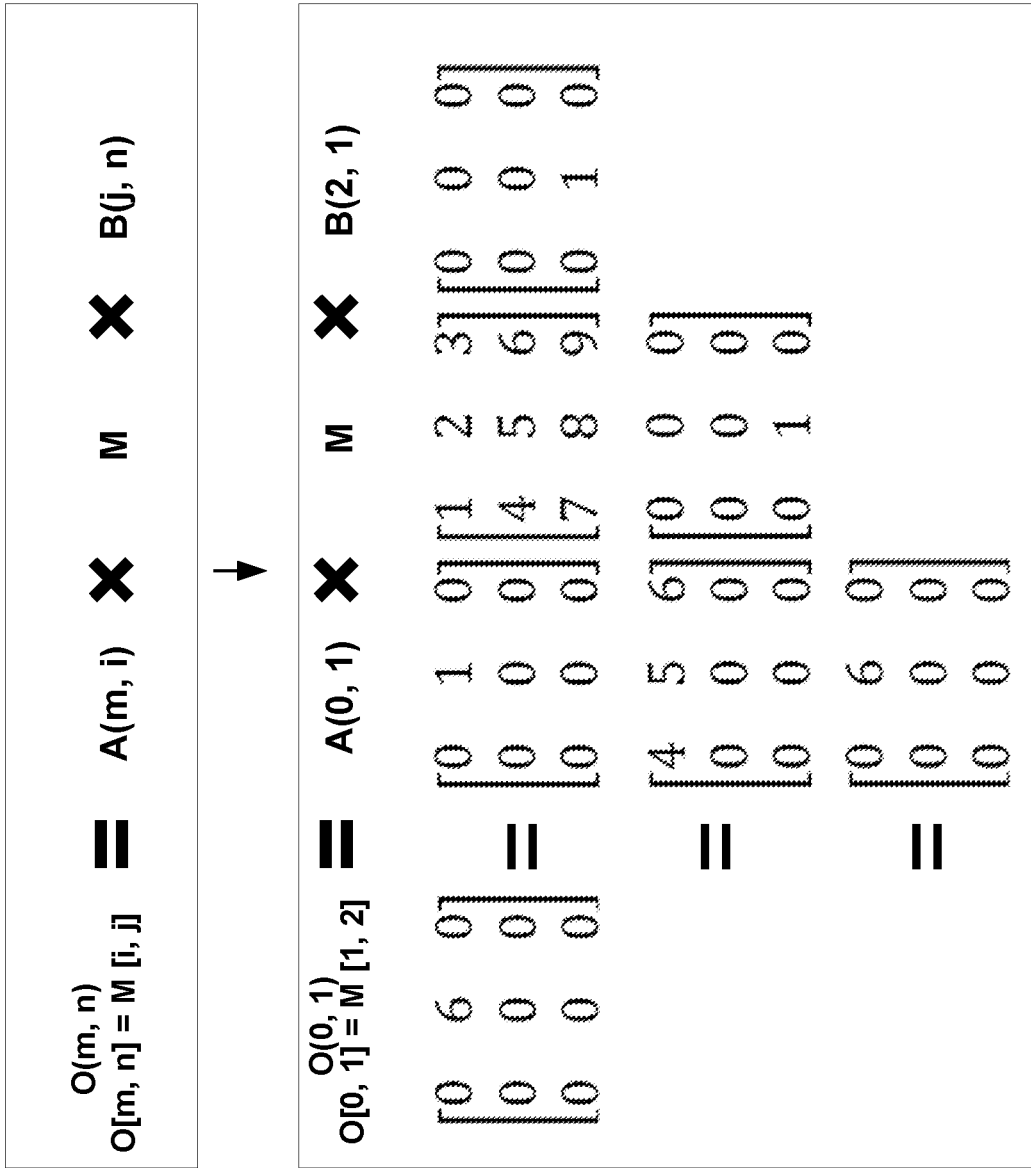 O(m, n)
O[m, n] = M [i, j] = A(m, i) × M × B(j, n)
O(0, 1)
O[0, 1] = M [1, 2] = A(0, 1) × M × B(2, 1)
[0 6 0 [0 1 0 [1 2 3 [0 0 0]
0 0 0 = 0 0 0 4 5 6 0 0 0
0 0 0] 0 0 0] 7 8 9] 0 1 0]
[4 5 6 [0 0 0
= 0 0 0 0 0 0
0 0 0] 0 1 0]
[0 6 0
= 0 0 0
0 0 0]